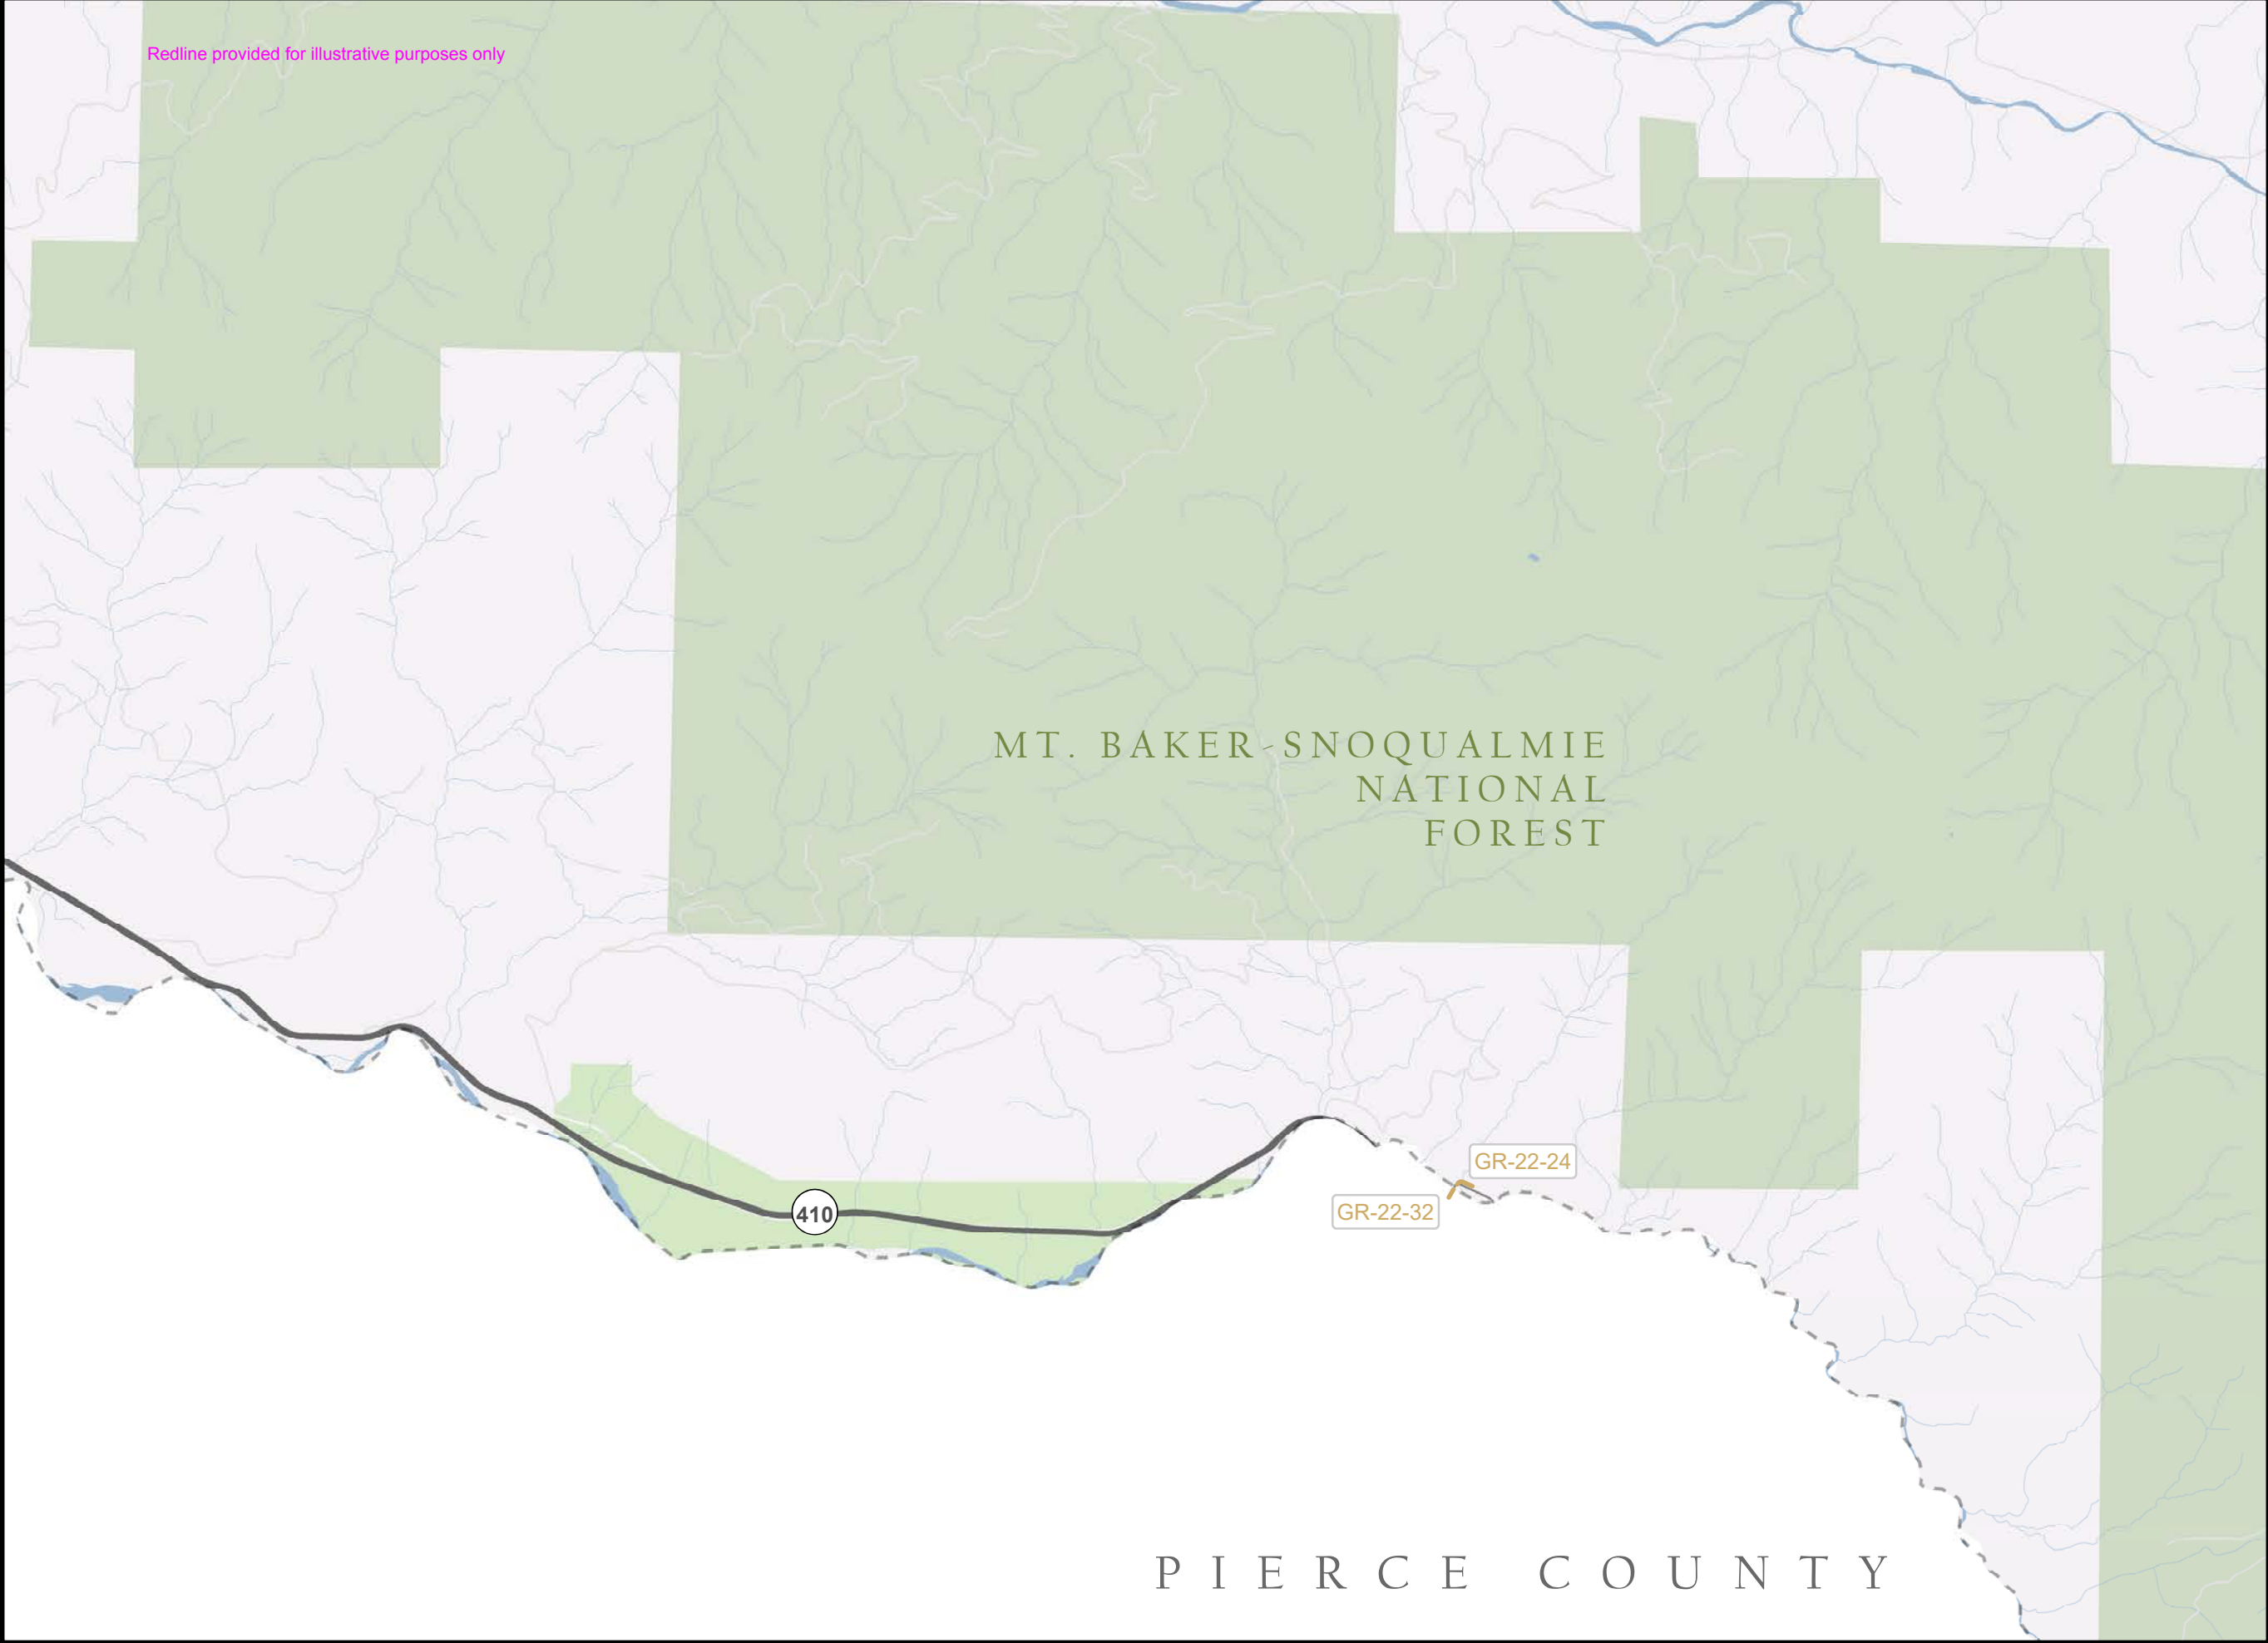 Redline provided for illustrative purposes only
MT. BAKER-SNOQUALMIE
NATIONAL
FOREST
GR-22-24
GR-22-32
410
PIERCE COUNTY